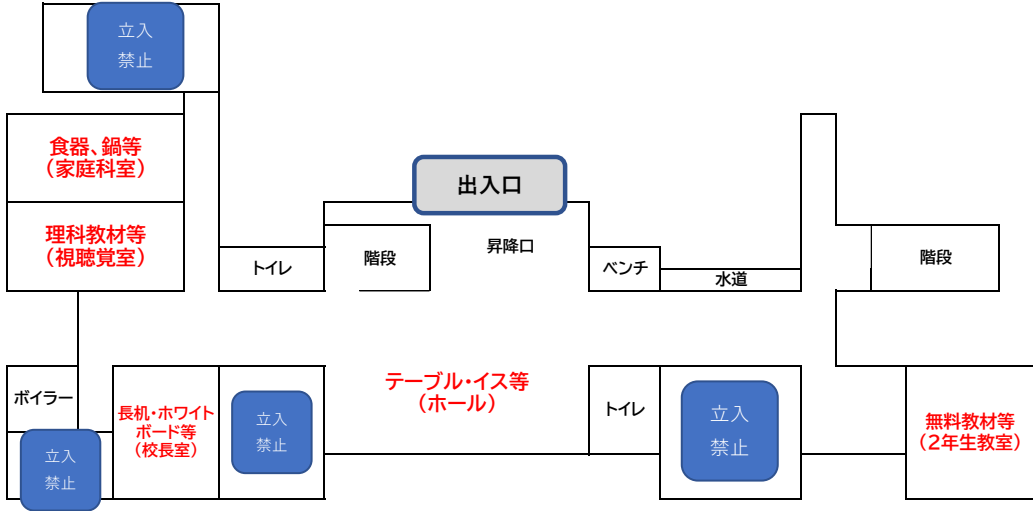 立入
禁止
食器、鍋等
（家庭科室）
出入口
理科教材等
（視聴覚室）
昇降口
トイレ
階段
ベンチ
水道
階段
ボイラー
長机・ホワイト
ボード等
（校長室）
立入
禁止
テーブル・イス等
（ホール）
トイレ
立入
禁止
無料教材等
（2年生教室）
立入
禁止